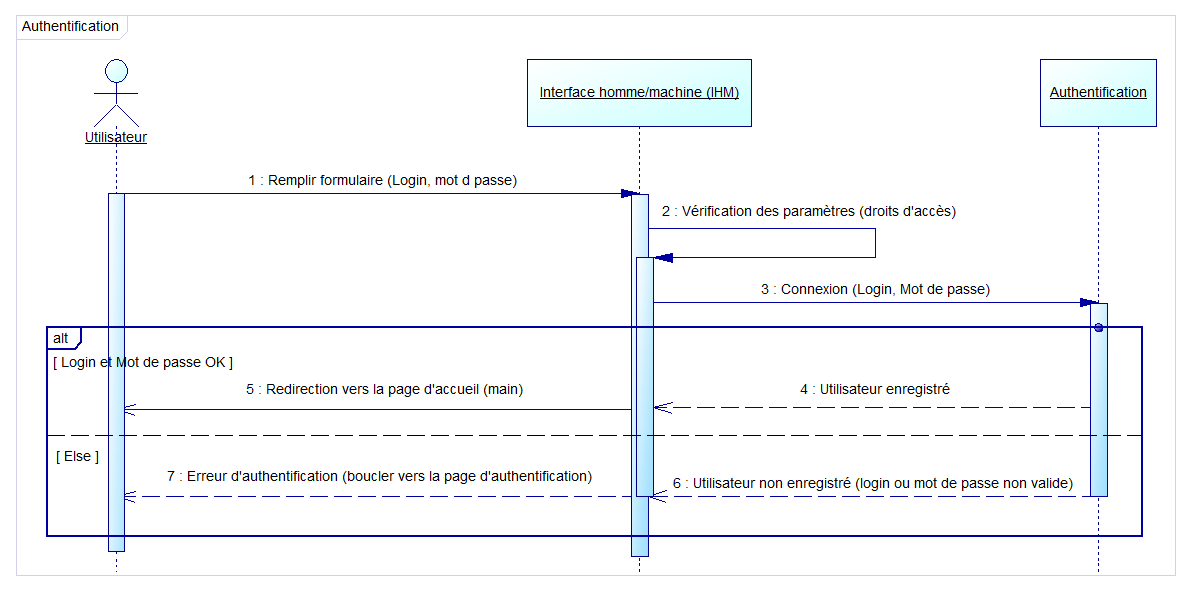 Authentification
Utilisateur
Interface homme/machine (IHM)
Authentification
1 : Remplir formulaire (Login, mot d passe)
2 : Vérification des paramètres (droits d'accès)
3 : Connexion (Login, Mot de passe)
alt
[ Login et Mot de passe OK ]
5 : Redirection vers la page d'accueil (main)
4 : Utilisateur enregistré
[ Else ]
7 : Erreur d'authentification (boucler vers la page d'authentification)
6 : Utilisateur non enregistré (login ou mot de passe non valide)